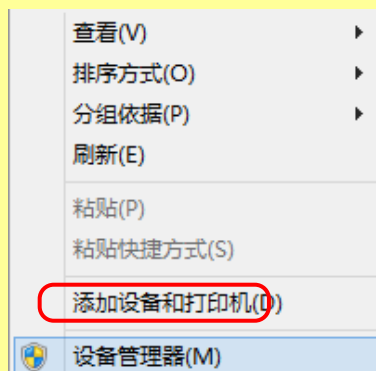 查看(V)
排序方式(O)
分组依据(P)
刷新(E)
粘贴(P)
粘贴快捷方式(S)
添加设备和打印机(D)
设备管理器(M)